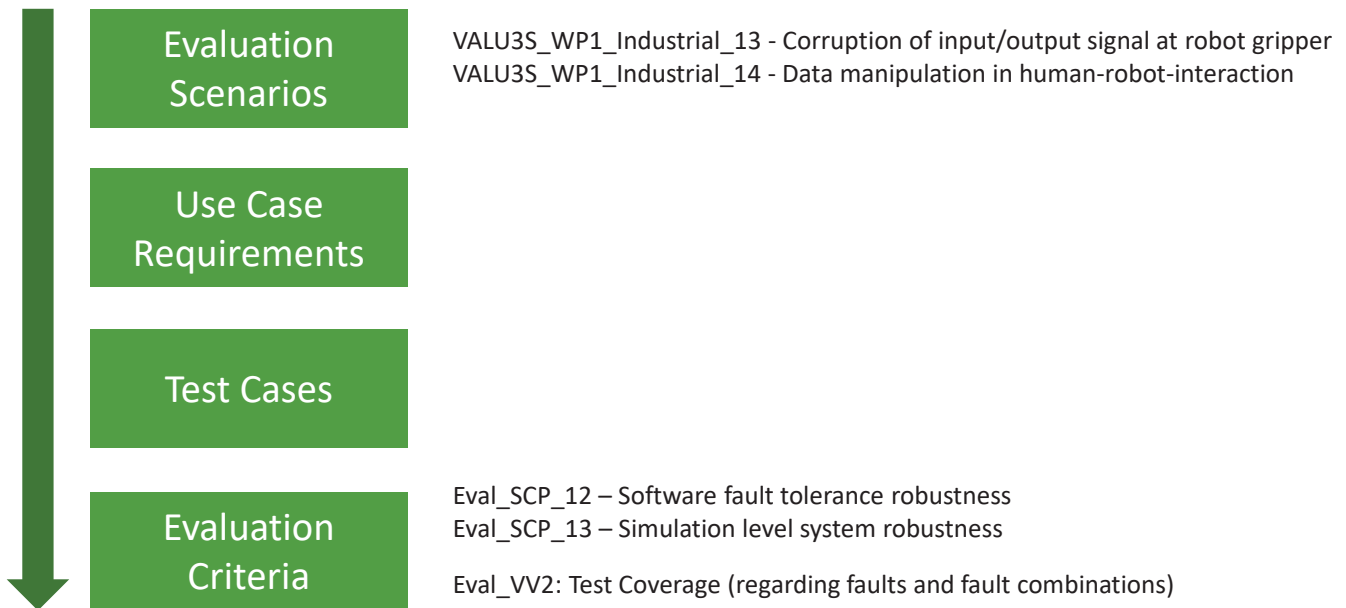 Evaluation
Scenarios
VALU3S_WP1_Industrial_13 - Corruption of input/output signal at robot gripper
VALU3S_WP1_Industrial_14 - Data manipulation in human-robot-interaction
Use Case
Requirements
Test Cases
Evaluation
Criteria
Eval_SCP_12 – Software fault tolerance robustness
Eval_SCP_13 – Simulation level system robustness
Eval_VV2: Test Coverage (regarding faults and fault combinations)